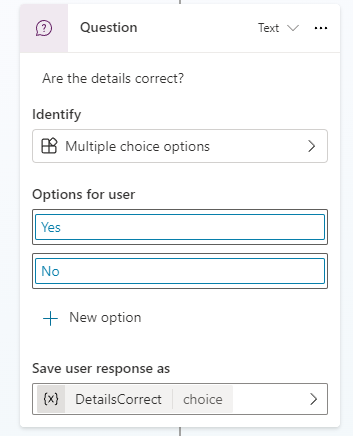 Question Text
Are the details correct?
Identify
Multiple choice options
Options for user
Yes
No
New option
Save user response as
{x} DetailsCorrect choice